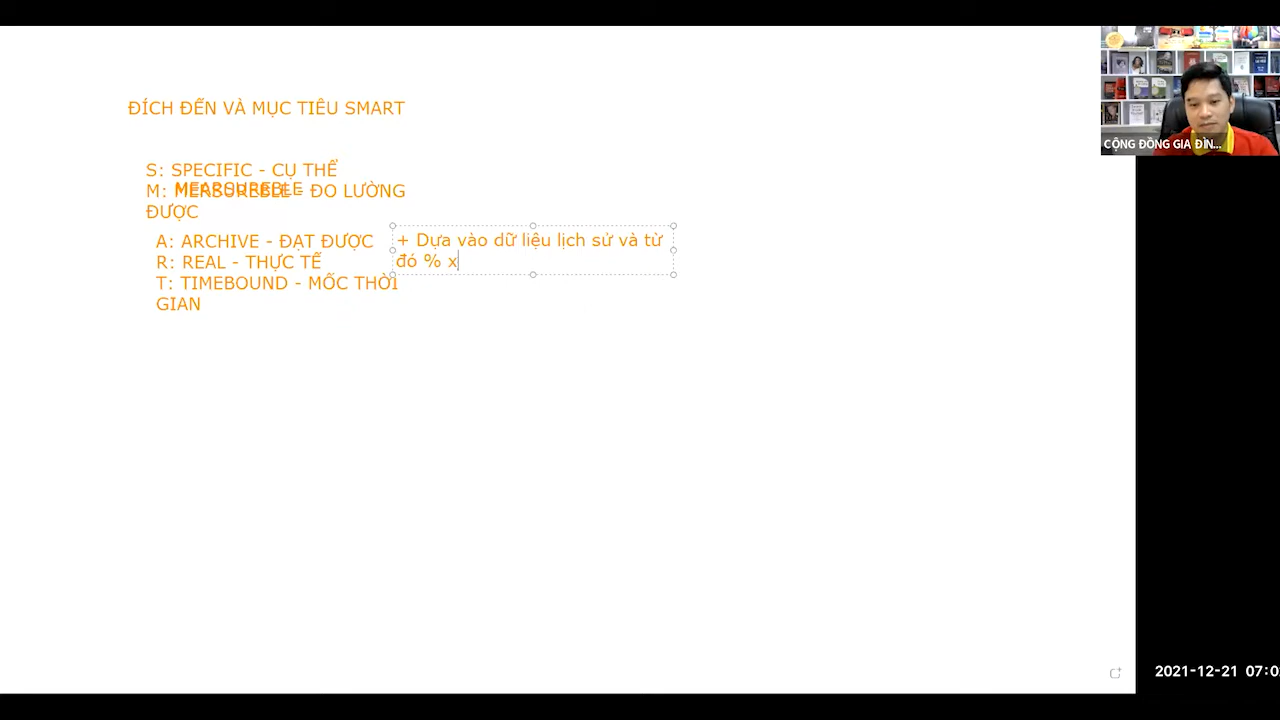 ĐÍCH ĐẾN VÀ MỤC TIÊU SMART
S: SPECIFIC - CỤ THỂ
M: - ĐO LƯỜNG
ĐƯỢC
A: ARCHIVE - ĐẠT ĐƯỢC
R: REAL - THỰC TẾ
T: TIMEBOUND - MỐC THỜI
GIAN
+ Dựa vào dữ liệu lịch sử và từ
đó % x
CỘNG ĐỒNG GIA ĐÌN...
2021-12-21 07:0